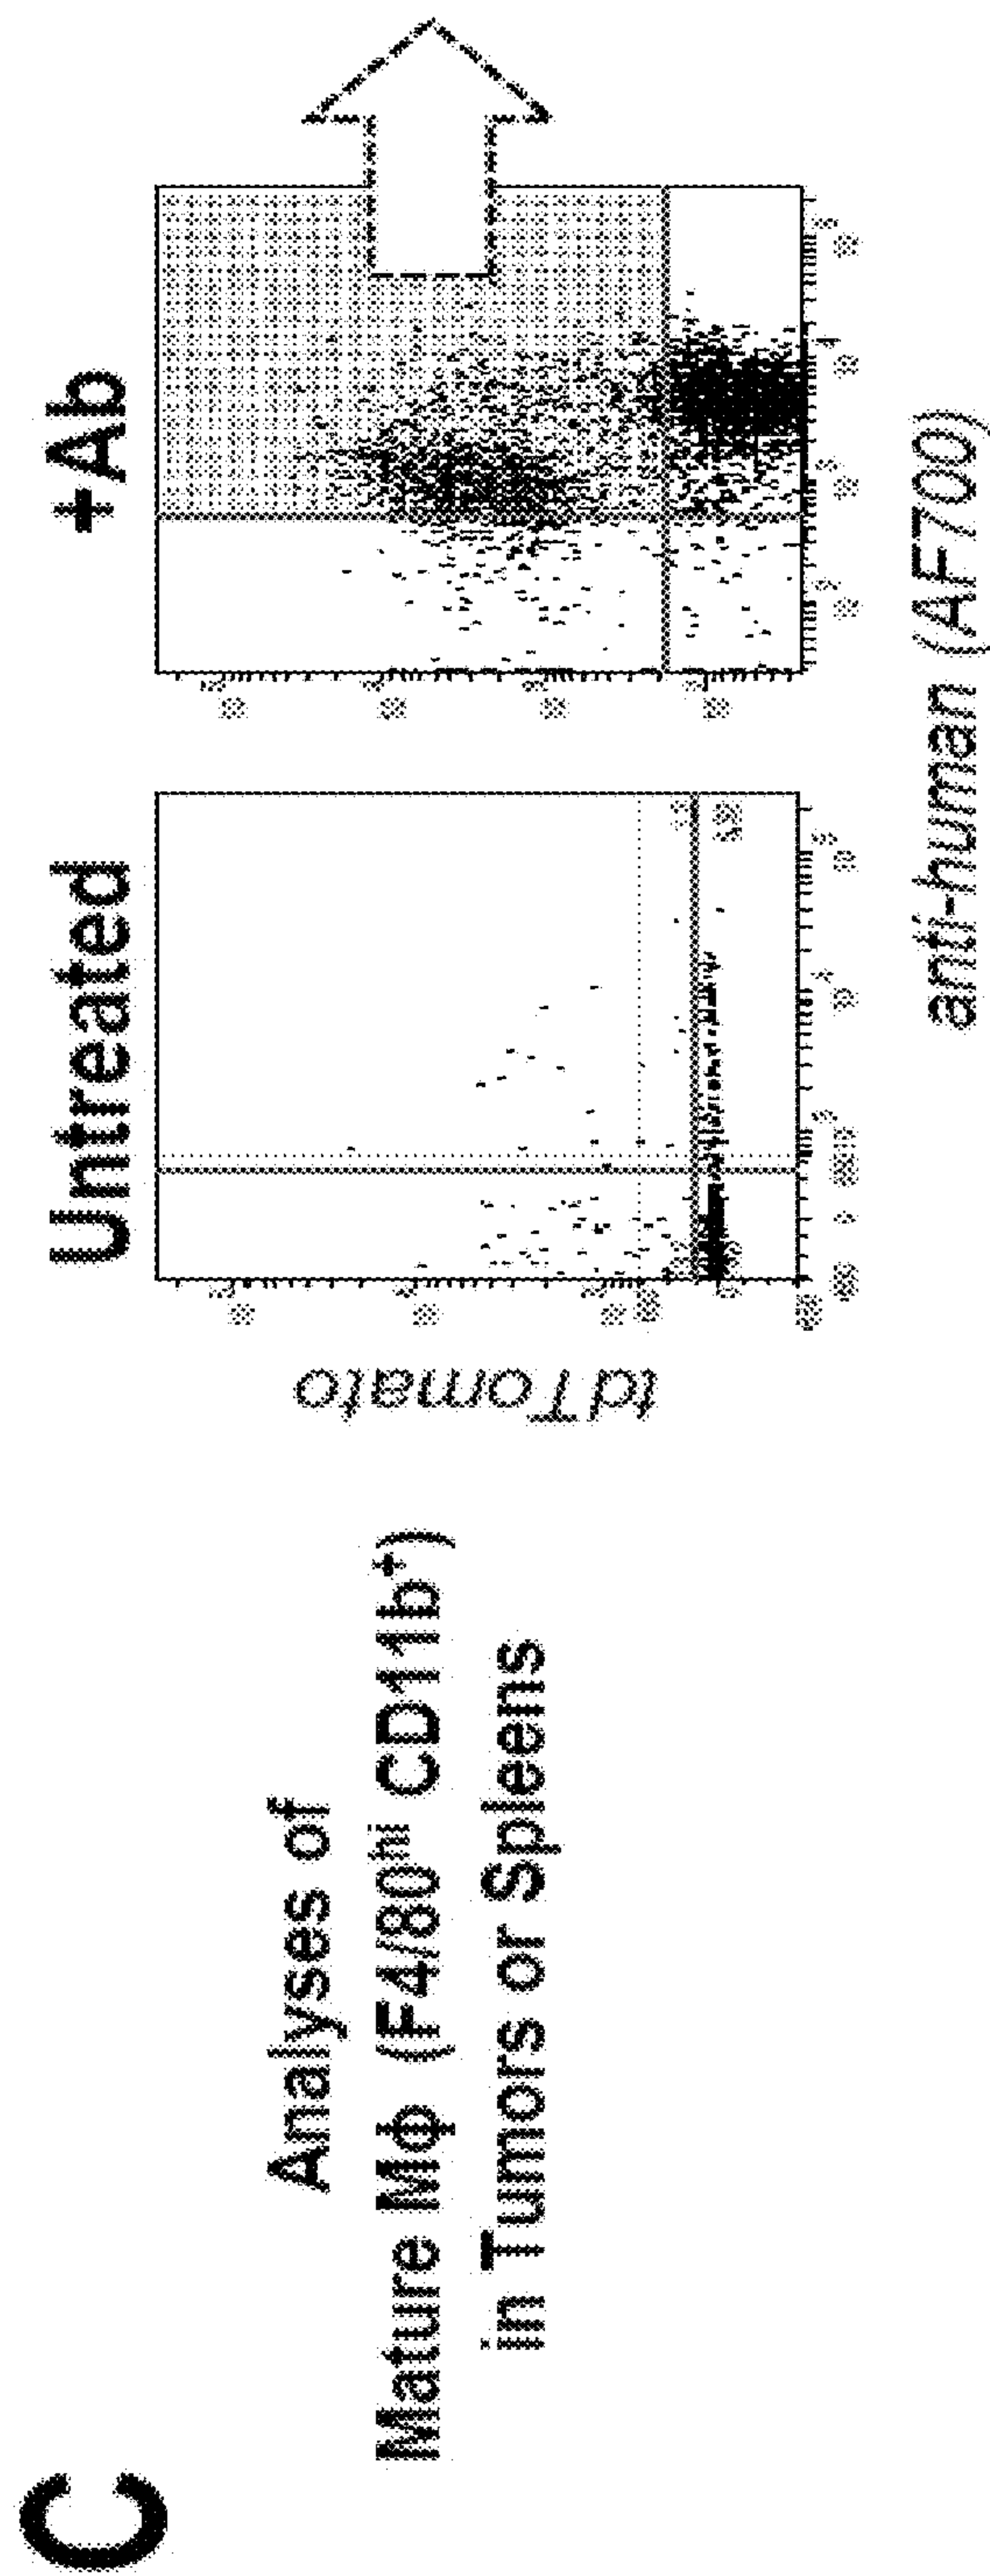 C
Analyses of
Mature Mϕ (F4/80hi CD11b+)
in Tumors or Spleens
Untreated
+Ab
tdTomato
anti-human (AF700)